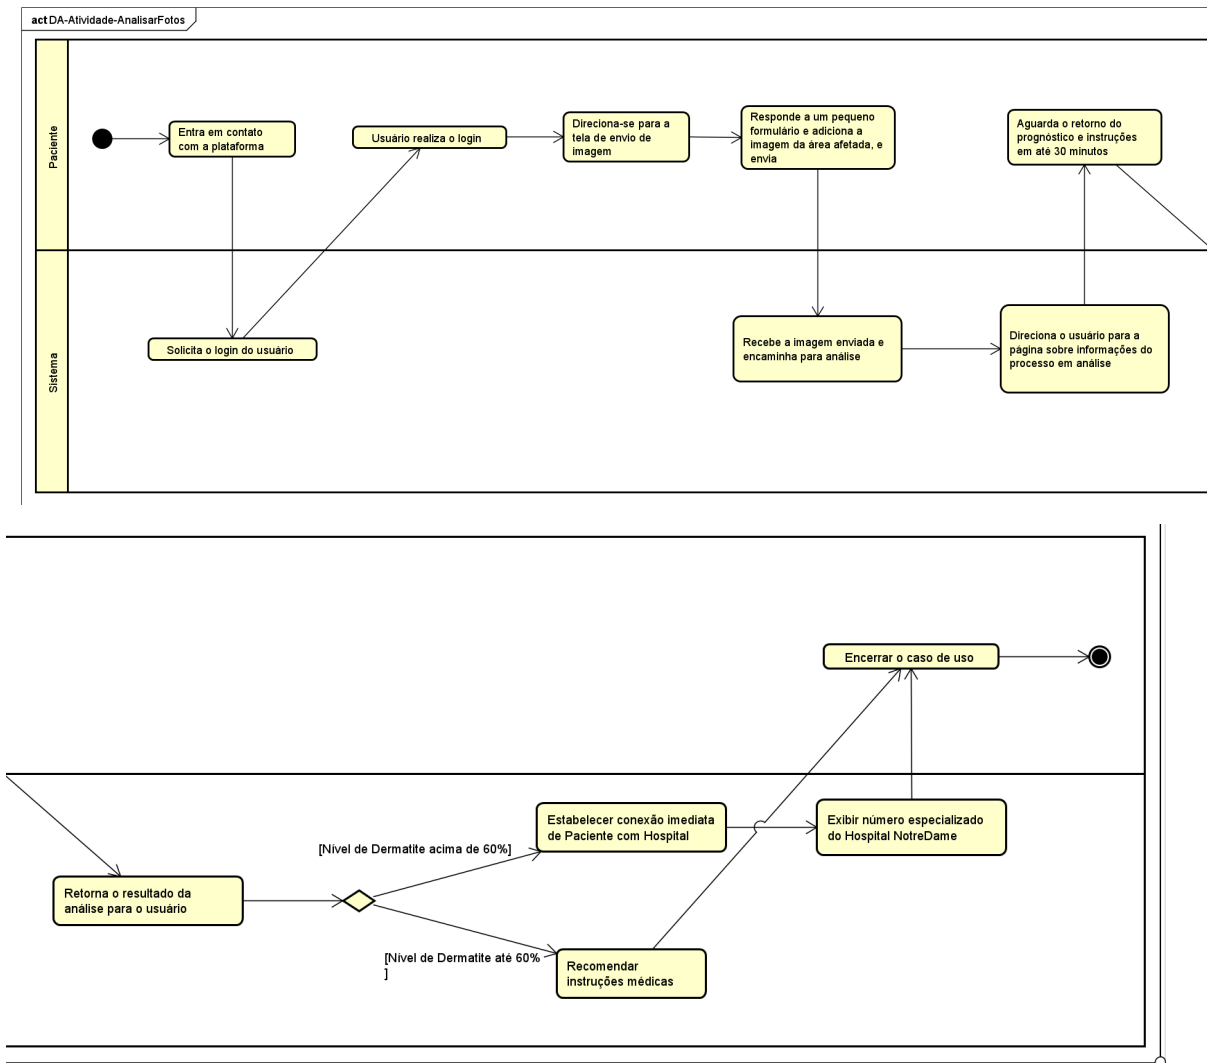 act DA-Atividade-AnalisarFotos
Paciente
Entra em contato
com a plataforma
Usuário realiza o login
Direciona-se para a
tela de envio de
imagem
Responde a um pequeno
formulário e adiciona a
imagem da área afetada, e
envia
Aguarda o retorno do
prognóstico e instruções
em até 30 minutos
Sistema
Solicita o login do usuário
Recebe a imagem enviada e
encaminha para análise
Direciona o usuário para a
página sobre informações do
processo em análise
Encerrar o caso de uso
Retorna o resultado da
análise para o usuário
[Nível de Dermatite acima de 60%]
Estabelecer conexão imediata
de Paciente com Hospital
Exibir número especializado
do Hospital NotreDame
[Nível de Dermatite até 60%
]
Recomendar
instruções médicas